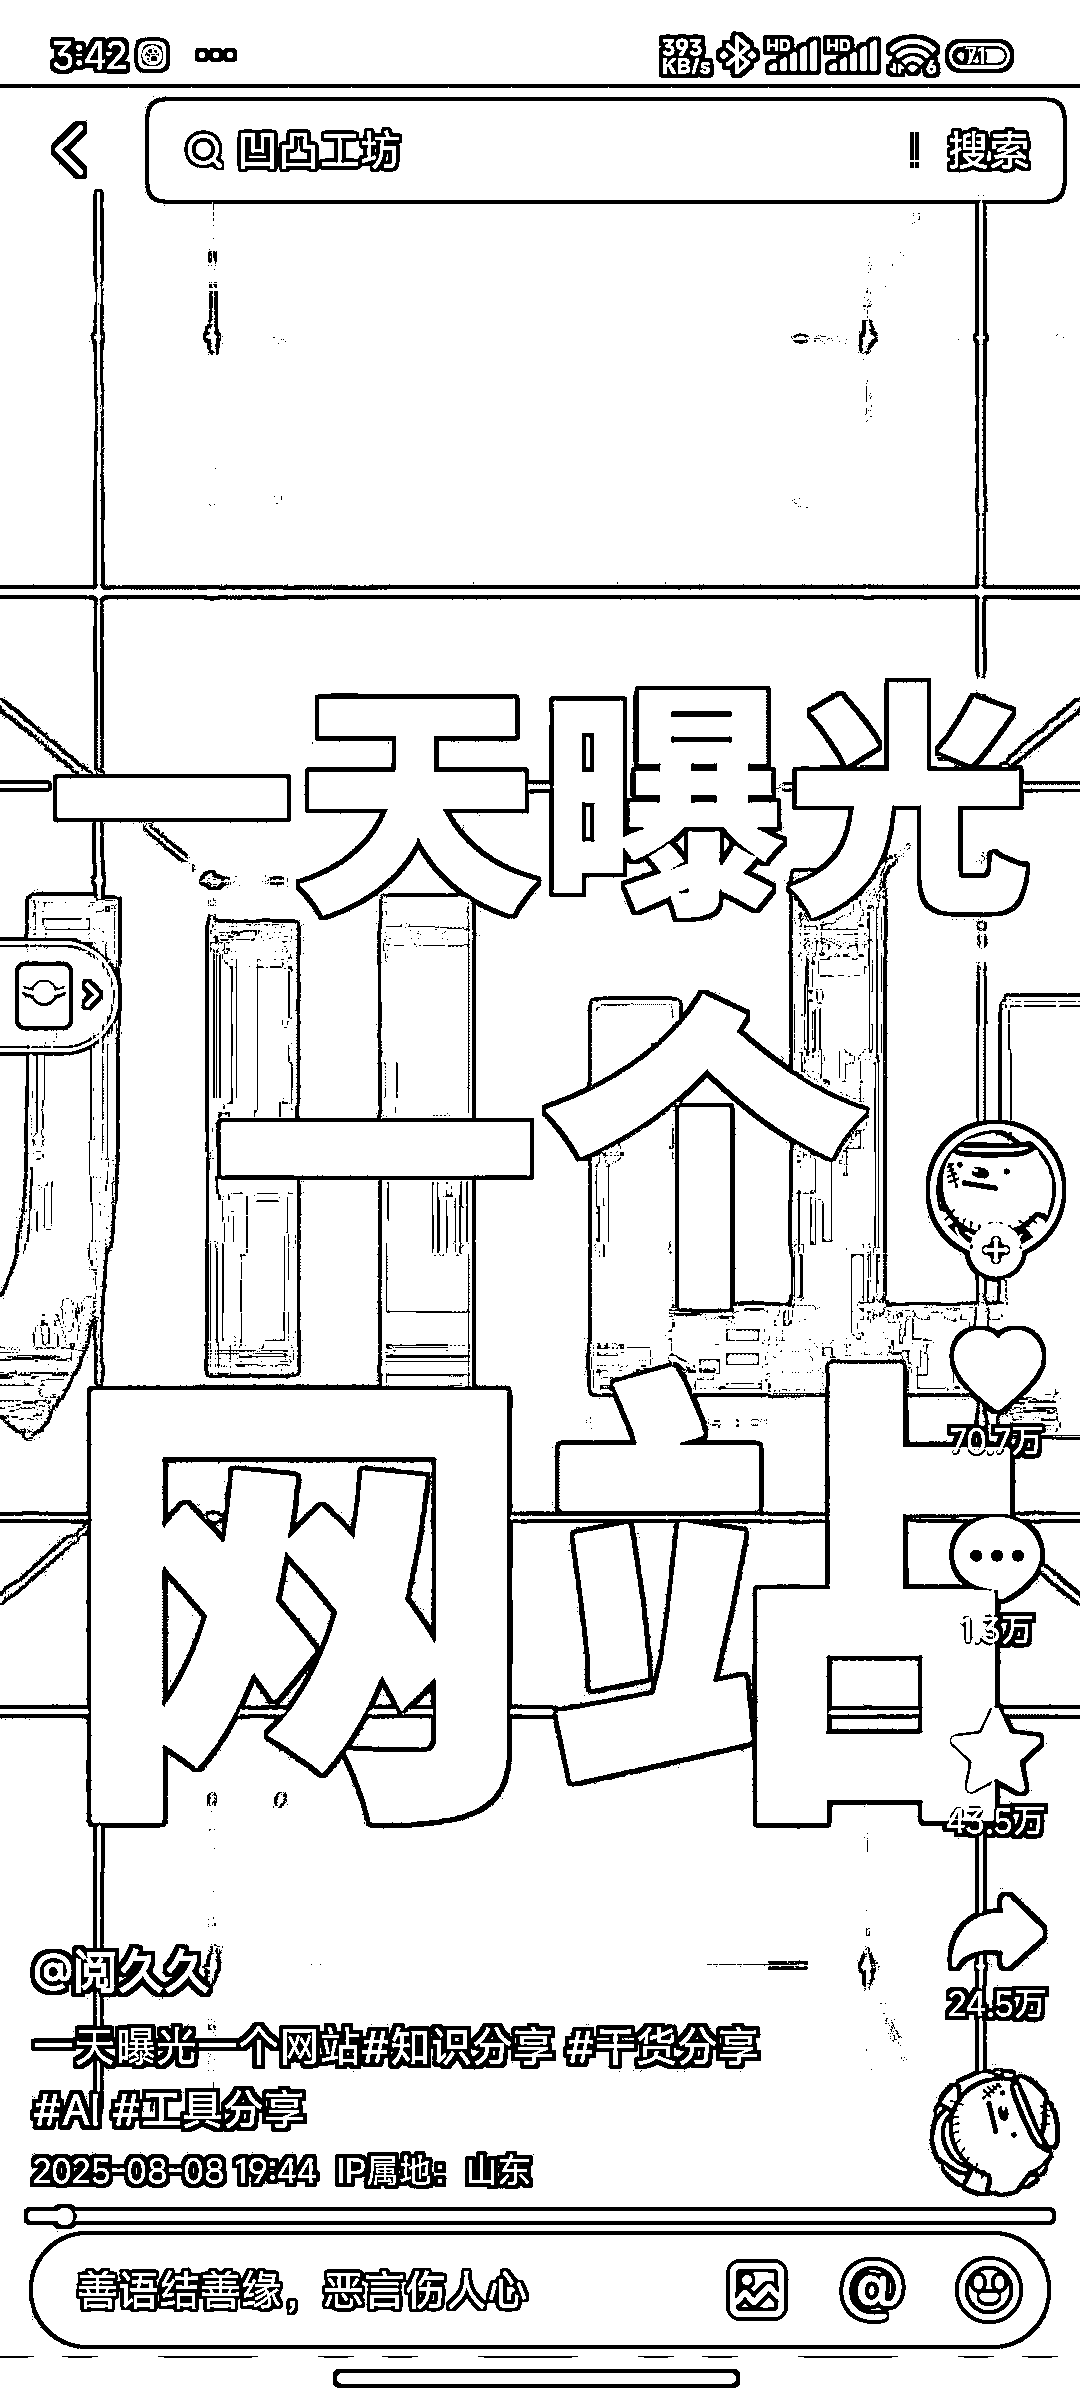 3:42 ... 393 KB/s HD HD 6 71
凹凸工坊 搜索
一天曝光
一个
网站
70.7万
1.3万
43.5万
24.5万
@阅久久
一天曝光一个网站#知识分享 #干货分享
#AI #工具分享
2025-08-08 19:44 IP属地：山东
善语结善缘，恶言伤人心